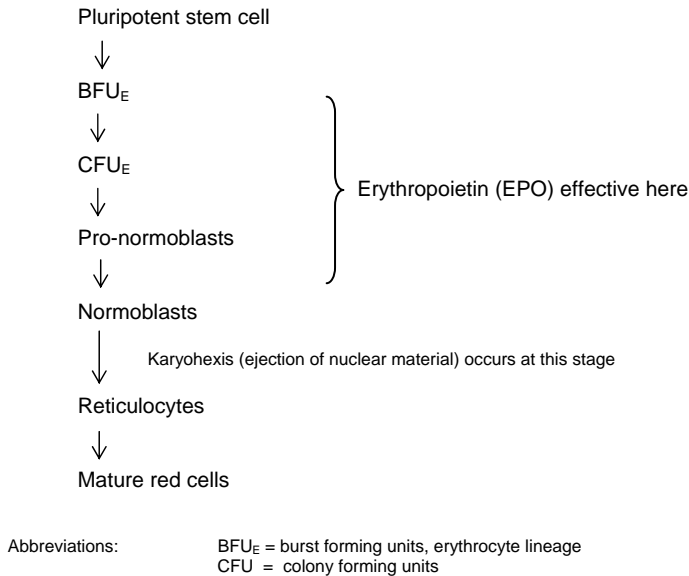 Pluripotent stem cell
BFUE
CFUE
Erythropoietin (EPO) effective here
Pro-normoblasts
Normoblasts
Karyohexis (ejection of nuclear material) occurs at this stage
Reticulocytes
Mature red cells
Abbreviations: BFUE = burst forming units, erythrocyte lineage
CFU = colony forming units